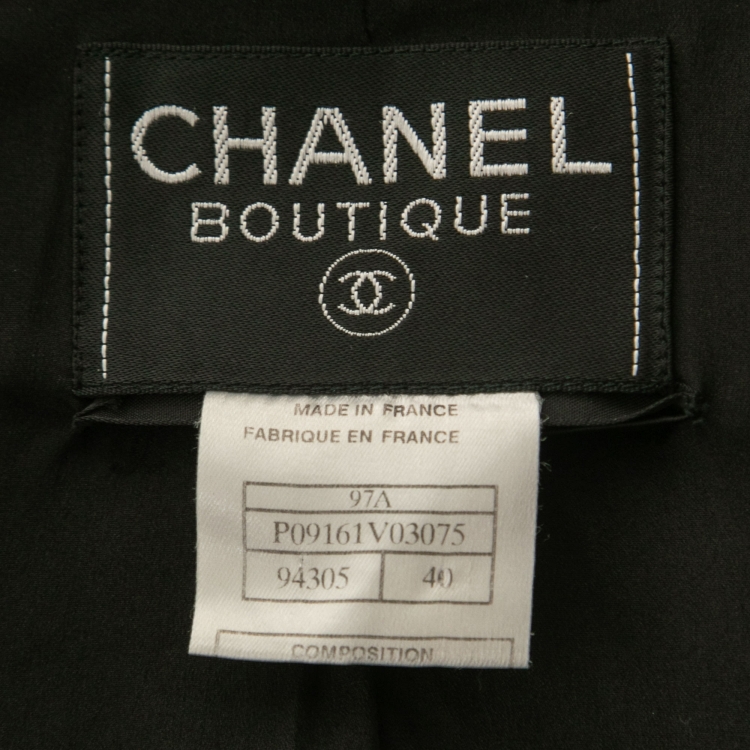 CHANEL
BOUTIQUE
MADE IN FRANCE
FABRIQUE EN FRANCE
97A
P09161V03075
94305 40
COMPOSITION